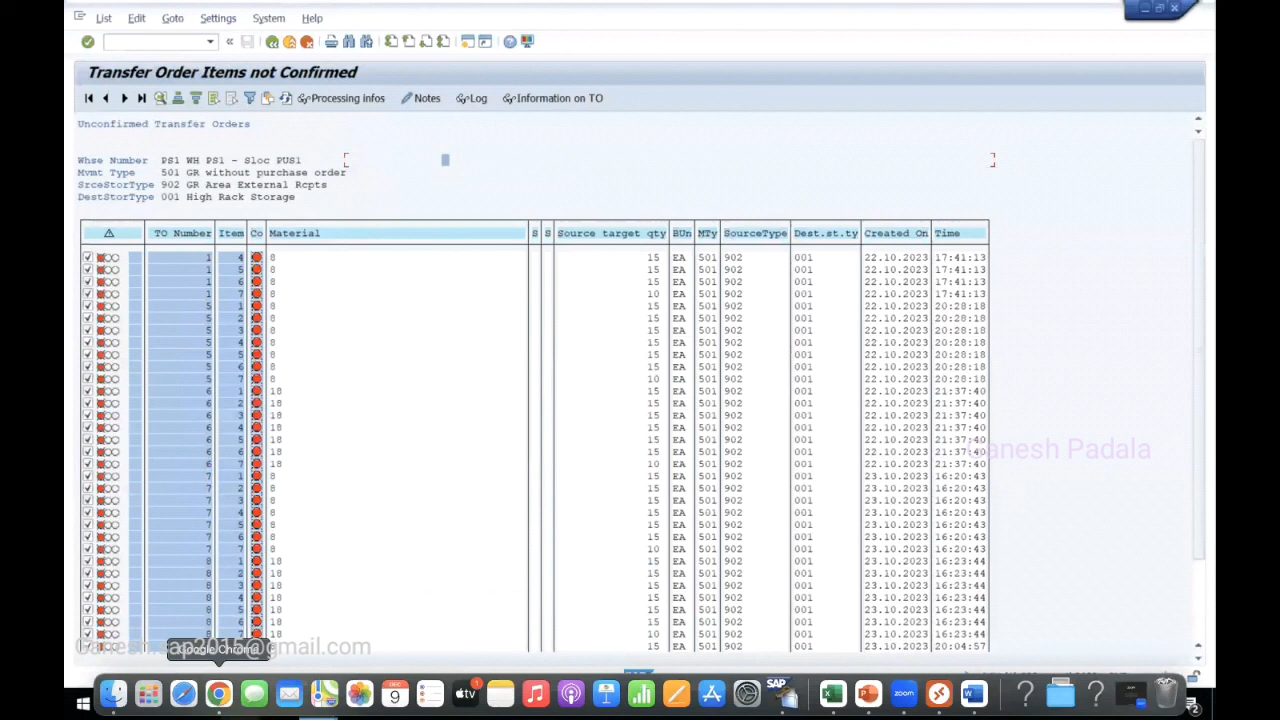 List Edit Goto Settings System Help
Transfer Order Items not Confirmed
Processing infos Notes Log Information on TO
Unconfirmed Transfer Orders
Whse Number PS1 WH PS1 - Sloc PUS1
Mvmt Type 501 GR without purchase order
SrceStorType 902 GR Area External Rcpts
DestStorType 001 High Rack Storage
TO Number Item Co Material S S Source target qty BUn MTy SourceType Dest.st.ty Created On Time
1 4 8 15 EA 501 902 001 22.10.2023 17:41:13
1 5 8 15 EA 501 902 001 22.10.2023 17:41:13
1 6 8 15 EA 501 902 001 22.10.2023 17:41:13
1 7 8 10 EA 501 902 001 22.10.2023 17:41:13
5 1 8 15 EA 501 902 001 22.10.2023 20:28:18
5 2 8 15 EA 501 902 001 22.10.2023 20:28:18
5 3 8 15 EA 501 902 001 22.10.2023 20:28:18
5 4 8 15 EA 501 902 001 22.10.2023 20:28:18
5 5 8 15 EA 501 902 001 22.10.2023 20:28:18
5 6 8 15 EA 501 902 001 22.10.2023 20:28:18
5 7 8 10 EA 501 902 001 22.10.2023 20:28:18
6 1 18 15 EA 501 902 001 22.10.2023 21:37:40
6 2 18 15 EA 501 902 001 22.10.2023 21:37:40
6 3 18 15 EA 501 902 001 22.10.2023 21:37:40
6 4 18 15 EA 501 902 001 22.10.2023 21:37:40
6 5 18 15 EA 501 902 001 22.10.2023 21:37:40
6 6 18 15 EA 501 902 001 22.10.2023 21:37:40
6 7 18 10 EA 501 902 001 22.10.2023 21:37:40
7 1 8 15 EA 501 902 001 23.10.2023 16:20:43
7 2 8 15 EA 501 902 001 23.10.2023 16:20:43
7 3 8 15 EA 501 902 001 23.10.2023 16:20:43
7 4 8 15 EA 501 902 001 23.10.2023 16:20:43
7 5 8 15 EA 501 902 001 23.10.2023 16:20:43
7 6 8 15 EA 501 902 001 23.10.2023 16:20:43
7 7 8 10 EA 501 902 001 23.10.2023 16:20:43
8 1 18 15 EA 501 902 001 23.10.2023 16:23:44
8 2 18 15 EA 501 902 001 23.10.2023 16:23:44
8 3 18 15 EA 501 902 001 23.10.2023 16:23:44
8 4 18 15 EA 501 902 001 23.10.2023 16:23:44
8 5 18 15 EA 501 902 001 23.10.2023 16:23:44
8 6 18 15 EA 501 902 001 23.10.2023 16:23:44
8 7 18 10 EA 501 902 001 23.10.2023 16:23:44
15 EA 501 902 001 23.10.2023 20:04:57
Ganesh Padala
Google Chrome
DEC
9
tv
1
SAP
zoom
2